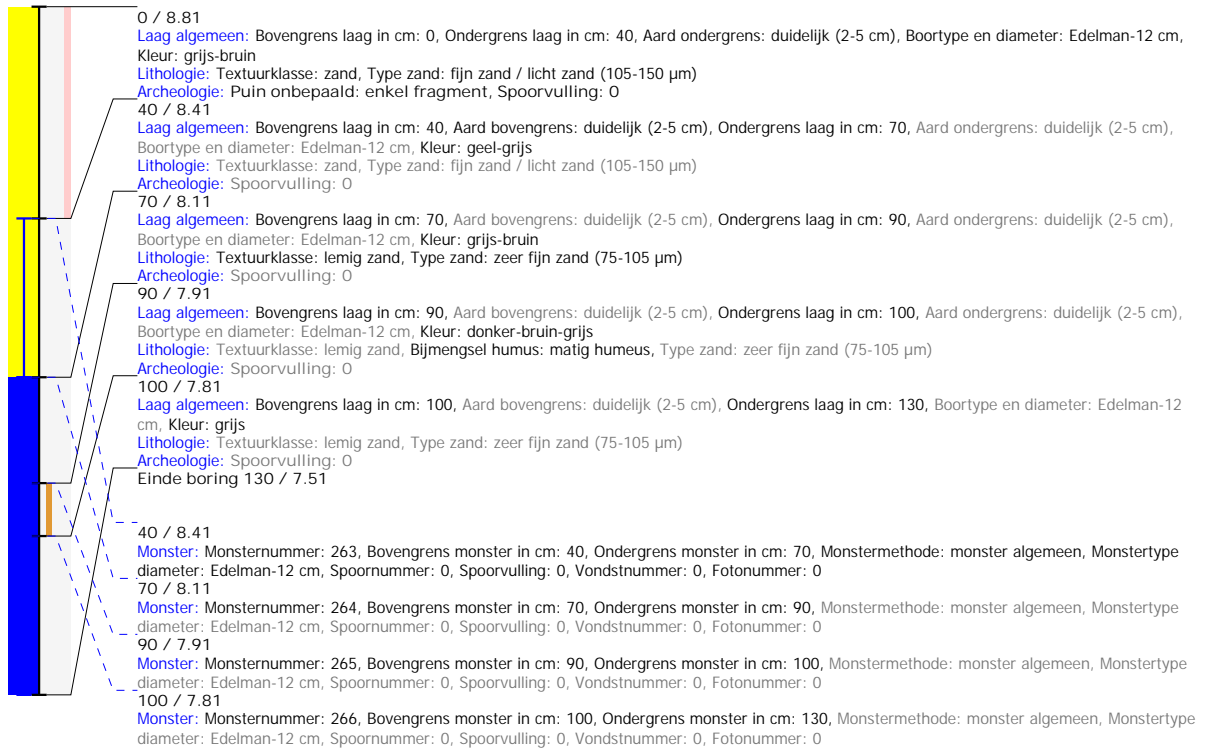 0 / 8.81
Laag algemeen: Bovengrens laag in cm: 0, Ondergrens laag in cm: 40, Aard ondergrens: duidelijk (2-5 cm), Boortype en diameter: Edelman-12 cm,
Kleur: grijs-bruin
Lithologie: Textuurklasse: zand, Type zand: fijn zand / licht zand (105-150 µm)
Archeologie: Puin onbepaald: enkel fragment, Spoorvulling: 0
40 / 8.41
Laag algemeen: Bovengrens laag in cm: 40, Aard bovengrens: duidelijk (2-5 cm), Ondergrens laag in cm: 70, Aard ondergrens: duidelijk (2-5 cm),
Boortype en diameter: Edelman-12 cm, Kleur: geel-grijs
Lithologie: Textuurklasse: zand, Type zand: fijn zand / licht zand (105-150 µm)
Archeologie: Spoorvulling: 0
70 / 8.11
Laag algemeen: Bovengrens laag in cm: 70, Aard bovengrens: duidelijk (2-5 cm), Ondergrens laag in cm: 90, Aard ondergrens: duidelijk (2-5 cm),
Boortype en diameter: Edelman-12 cm, Kleur: grijs-bruin
Lithologie: Textuurklasse: lemig zand, Type zand: zeer fijn zand (75-105 µm)
Archeologie: Spoorvulling: 0
90 / 7.91
Laag algemeen: Bovengrens laag in cm: 90, Aard bovengrens: duidelijk (2-5 cm), Ondergrens laag in cm: 100, Aard ondergrens: duidelijk (2-5 cm),
Boortype en diameter: Edelman-12 cm, Kleur: donker-bruin-grijs
Lithologie: Textuurklasse: lemig zand, Bijmengsel humus: matig humeus, Type zand: zeer fijn zand (75-105 µm)
Archeologie: Spoorvulling: 0
100 / 7.81
Laag algemeen: Bovengrens laag in cm: 100, Aard bovengrens: duidelijk (2-5 cm), Ondergrens laag in cm: 130, Boortype en diameter: Edelman-12
cm, Kleur: grijs
Lithologie: Textuurklasse: lemig zand, Type zand: zeer fijn zand (75-105 µm)
Archeologie: Spoorvulling: 0
Einde boring 130 / 7.51
40 / 8.41
Monster: Monsternummer: 263, Bovengrens monster in cm: 40, Ondergrens monster in cm: 70, Monstermethode: monster algemeen, Monstertype
diameter: Edelman-12 cm, Spoornummer: 0, Spoorvulling: 0, Vondstnummer: 0, Fotonummer: 0
70 / 8.11
Monster: Monsternummer: 264, Bovengrens monster in cm: 70, Ondergrens monster in cm: 90, Monstermethode: monster algemeen, Monstertype
diameter: Edelman-12 cm, Spoornummer: 0, Spoorvulling: 0, Vondstnummer: 0, Fotonummer: 0
90 / 7.91
Monster: Monsternummer: 265, Bovengrens monster in cm: 90, Ondergrens monster in cm: 100, Monstermethode: monster algemeen, Monstertype
diameter: Edelman-12 cm, Spoornummer: 0, Spoorvulling: 0, Vondstnummer: 0, Fotonummer: 0
100 / 7.81
Monster: Monsternummer: 266, Bovengrens monster in cm: 100, Ondergrens monster in cm: 130, Monstermethode: monster algemeen, Monstertype
diameter: Edelman-12 cm, Spoornummer: 0, Spoorvulling: 0, Vondstnummer: 0, Fotonummer: 0